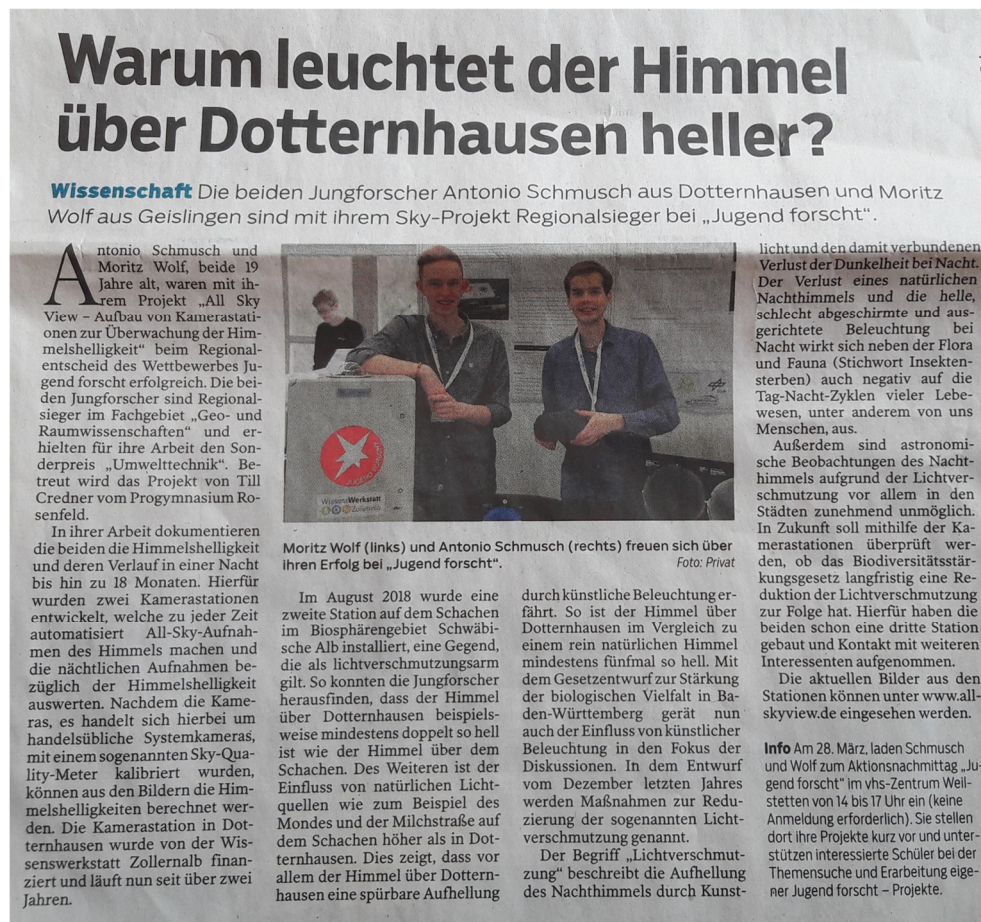 Warum leuchtet der Himmel
über Dotternhausen heller?
Wissenschaft Die beiden Jungforscher Antonio Schmusch aus Dotternhausen und Moritz
Wolf aus Geislingen sind mit ihrem Sky-Projekt Regionalsieger bei „Jugend forscht“.
Antonio Schmusch und
Moritz Wolf, beide 19
Jahre alt, waren mit ih-
rem Projekt „All Sky
View – Aufbau von Kamerastati-
onen zur Überwachung der Him-
melshelligkeit“ beim Regional-
entscheid des Wettbewerbes Ju-
gend forscht erfolgreich. Die bei-
den Jungforscher sind Regional-
sieger im Fachgebiet „Geo- und
Raumwissenschaften“ und er-
hielten für ihre Arbeit den Son-
derpreis „Umwelttechnik“. Be-
treut wird das Projekt von Till
Credner vom Progymnasium Ro-
senfeld.
In ihrer Arbeit dokumentieren
die beiden die Himmelshelligkeit
und deren Verlauf in einer Nacht
bis hin zu 18 Monaten. Hierfür
wurden zwei Kamerastationen
entwickelt, welche zu jeder Zeit
automatisiert All-Sky-Aufnah-
men des Himmels machen und
die nächtlichen Aufnahmen be-
züglich der Himmelshelligkeit
auswerten. Nachdem die Kame-
ras, es handelt sich hierbei um
handelsübliche Systemkameras,
mit einem sogenannten Sky-Qua-
lity-Meter kalibriert wurden,
können aus den Bildern die Him-
melshelligkeiten berechnet wer-
den. Die Kamerastation in Dot-
ternhausen wurde von der Wis-
senswerkstatt Zollernalb finan-
ziert und läuft nun seit über zwei
Jahren.
jugend forscht
WissensWerkstatt
Zollernalb
DLR
Moritz Wolf (links) und Antonio Schmusch (rechts) freuen sich über
ihren Erfolg bei „Jugend forscht“.
Foto: Privat
Im August 2018 wurde eine
zweite Station auf dem Schachen
im Biosphärengebiet Schwäbi-
sche Alb installiert, eine Gegend,
die als lichtverschmutzungsarm
gilt. So konnten die Jungforscher
herausfinden, dass der Himmel
über Dotternhausen beispiels-
weise mindestens doppelt so hell
ist wie der Himmel über dem
Schachen. Des Weiteren ist der
Einfluss von natürlichen Licht-
quellen wie zum Beispiel des
Mondes und der Milchstraße auf
dem Schachen höher als in Dot-
ternhausen. Dies zeigt, dass vor
allem der Himmel über Dottern-
hausen eine spürbare Aufhellung
durch künstliche Beleuchtung er-
fährt. So ist der Himmel über
Dotternhausen im Vergleich zu
einem rein natürlichen Himmel
mindestens fünfmal so hell. Mit
dem Gesetzentwurf zur Stärkung
der biologischen Vielfalt in Ba-
den-Württemberg gerät nun
auch der Einfluss von künstlicher
Beleuchtung in den Fokus der
Diskussionen. In dem Entwurf
vom Dezember letzten Jahres
werden Maßnahmen zur Redu-
zierung der sogenannten Licht-
verschmutzung genannt.
Der Begriff „Lichtverschmut-
zung“ beschreibt die Aufhellung
des Nachthimmels durch Kunst-
licht und den damit verbundenen
Verlust der Dunkelheit bei Nacht.
Der Verlust eines natürlichen
Nachthimmels und die helle,
schlecht abgeschirmte und aus-
gerichtete Beleuchtung bei
Nacht wirkt sich neben der Flora
und Fauna (Stichwort Insekten-
sterben) auch negativ auf die
Tag-Nacht-Zyklen vieler Lebe-
wesen, unter anderem von uns
Menschen, aus.
Außerdem sind astronomi-
sche Beobachtungen des Nacht-
himmels aufgrund der Lichtver-
schmutzung vor allem in den
Städten zunehmend unmöglich.
In Zukunft soll mithilfe der Ka-
merastationen überprüft wer-
den, ob das Biodiversitätsstär-
kungsgesetz langfristig eine Re-
duktion der Lichtverschmutzung
zur Folge hat. Hierfür haben die
beiden schon eine dritte Station
gebaut und Kontakt mit weiteren
Interessenten aufgenommen.
Die aktuellen Bilder aus den
Stationen können unter www.all-
skyview.de eingesehen werden.
Info Am 28. März, laden Schmusch
und Wolf zum Aktionsnachmittag „Ju-
gend forscht“ im vhs-Zentrum Weil-
stetten von 14 bis 17 Uhr ein (keine
Anmeldung erforderlich). Sie stellen
dort ihre Projekte kurz vor und unter-
stützen interessierte Schüler bei der
Themensuche und Erarbeitung eige-
ner Jugend forscht – Projekte.